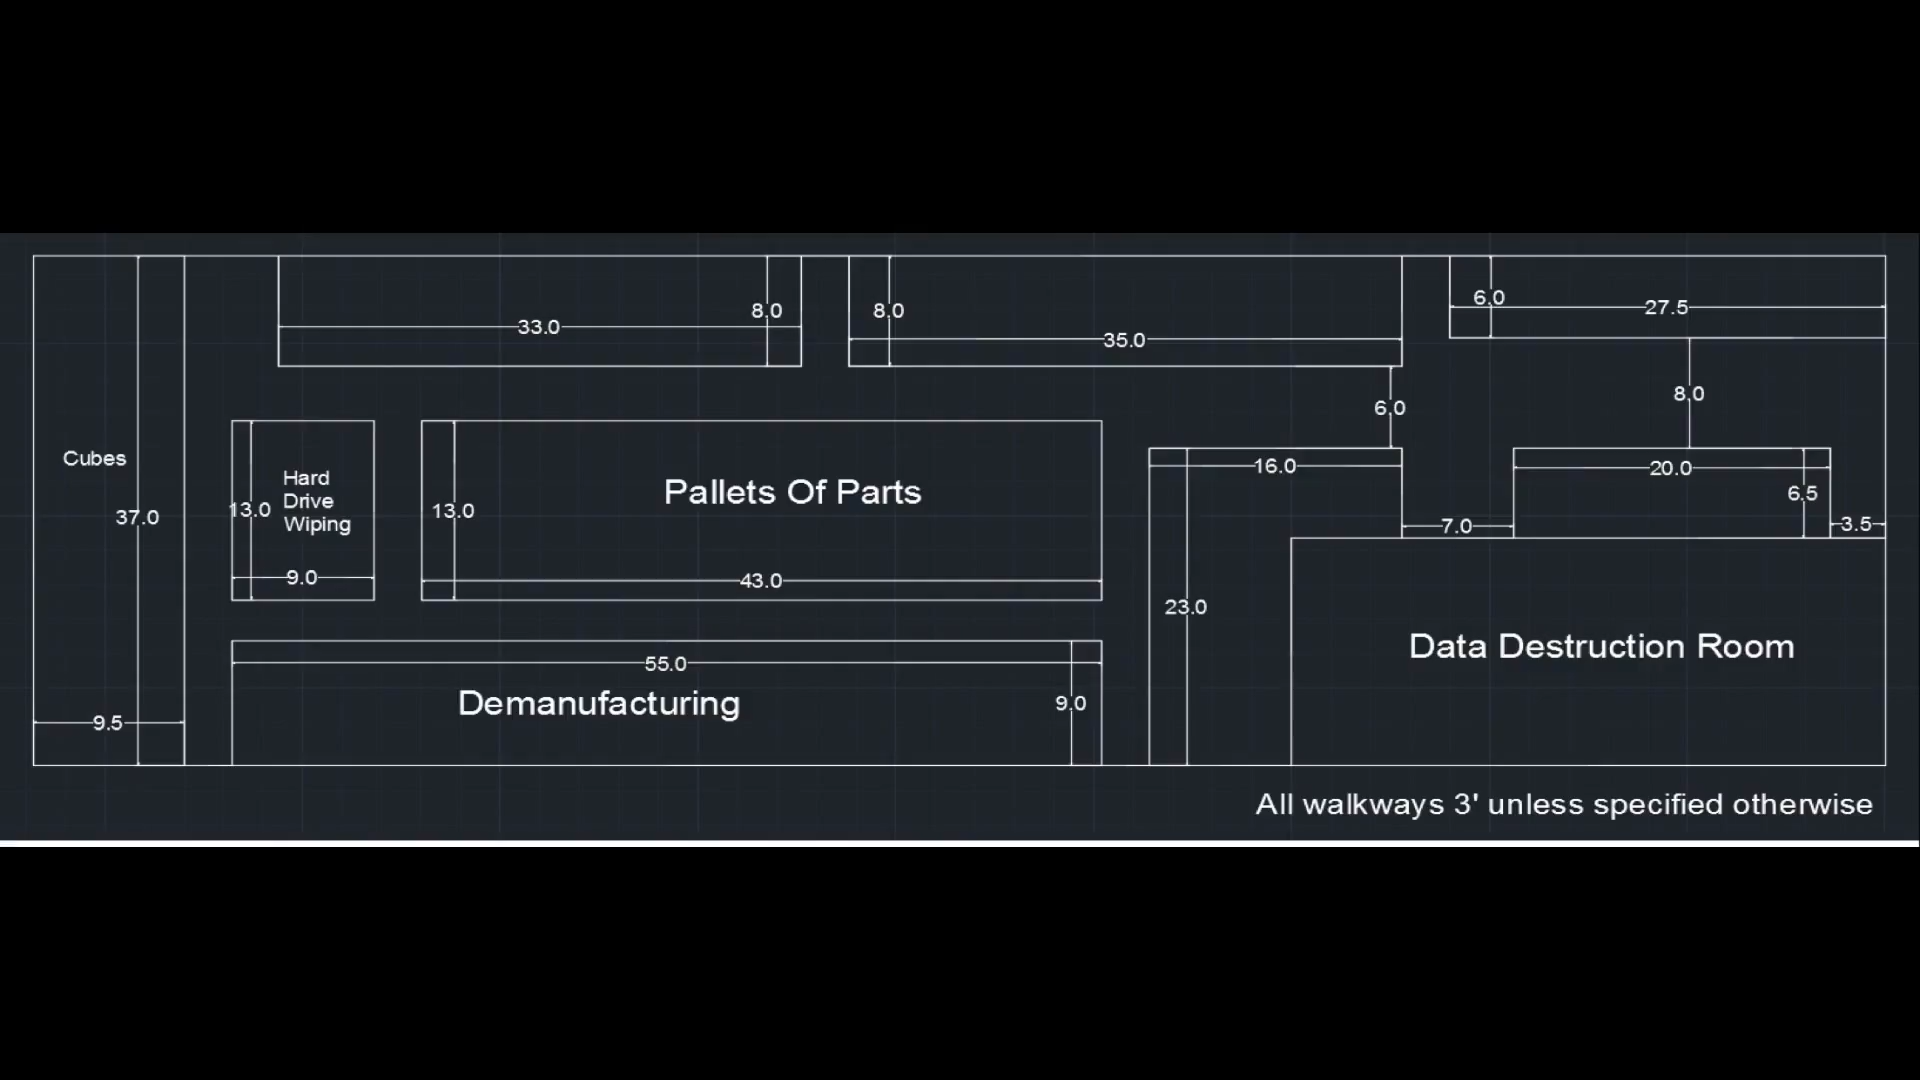 6.0
27.5
8.0
8.0
33.0
35.0
8.0
6.0
Cubes
16.0
20.0
Hard
Drive
Wiping
Pallets Of Parts
6.5
13.0
13.0
37.0
7.0
3.5
9.0
43.0
23.0
55.0
Data Destruction Room
Demanufacturing
9.0
9.5
All walkways 3' unless specified otherwise